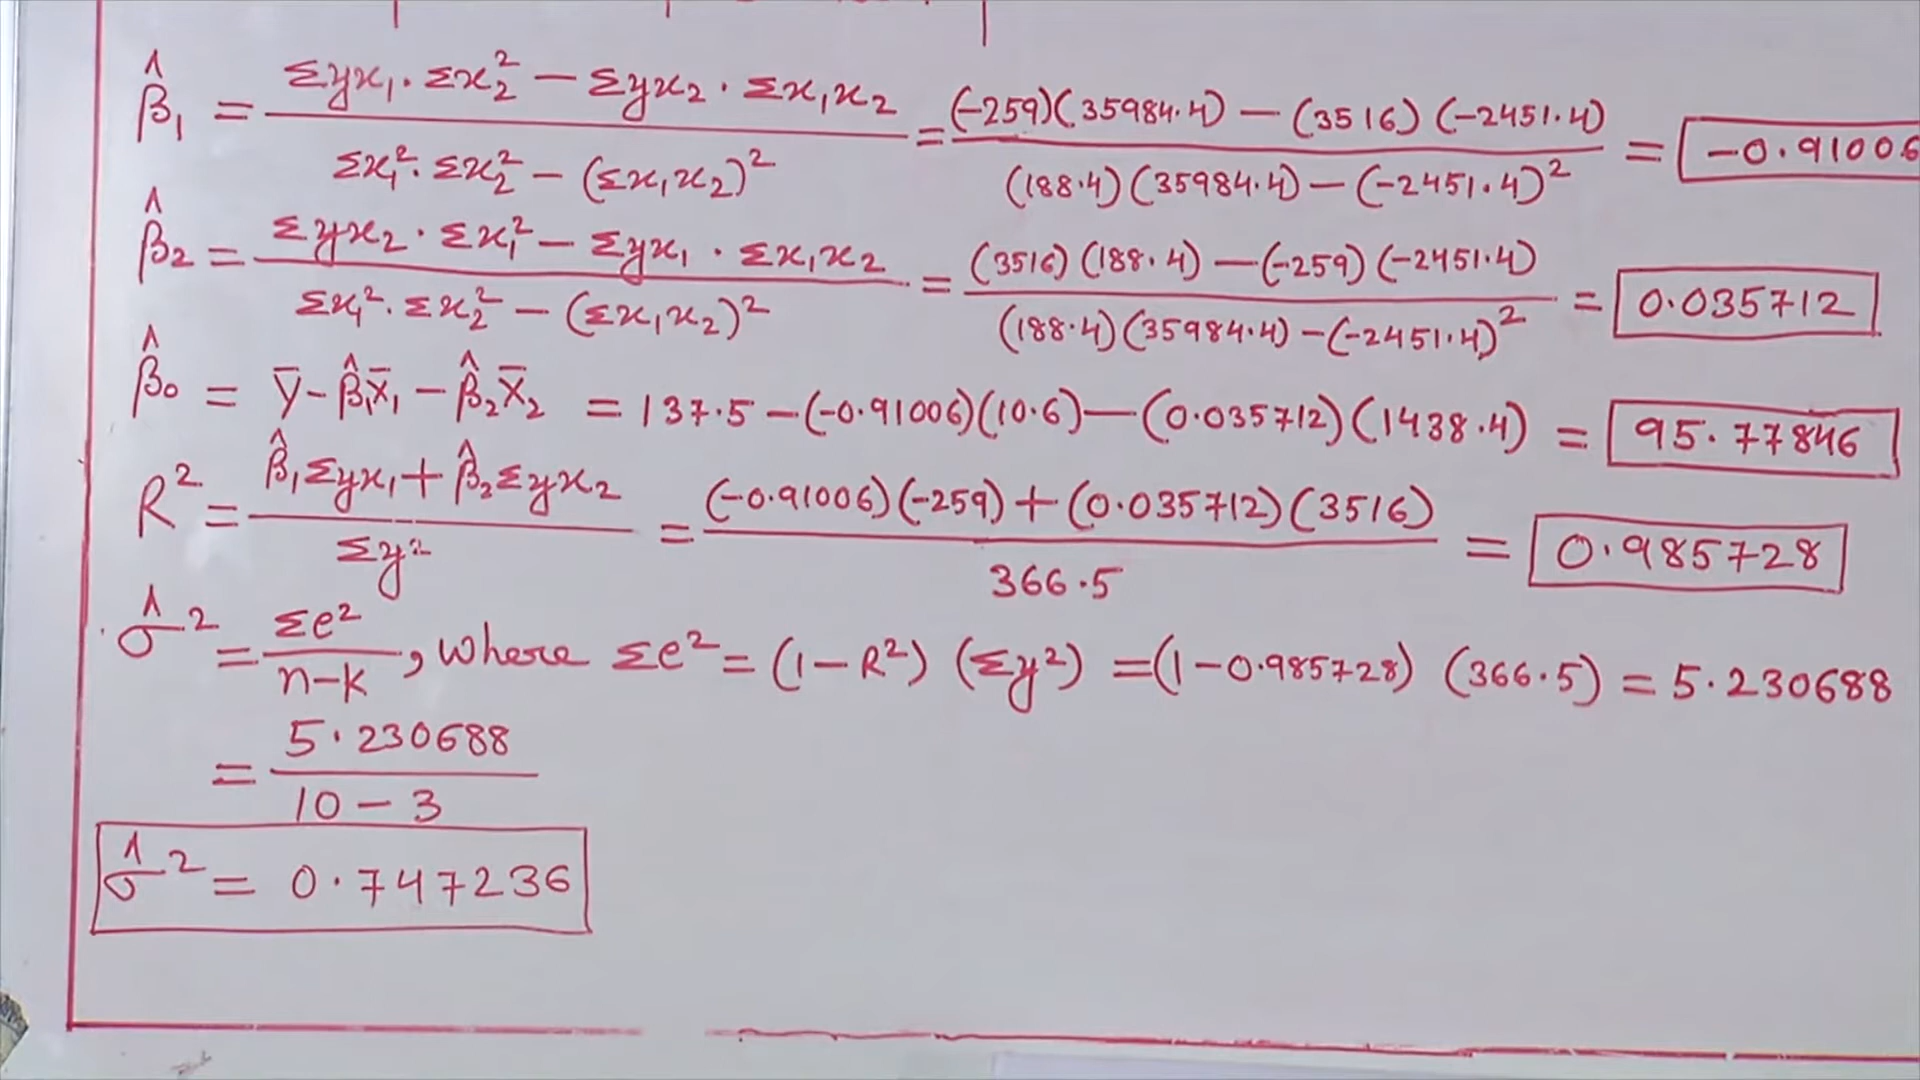 β̂₁ = (Σyx₁ · Σx₂² − Σyx₂ · Σx₁x₂) / (Σx₁² · Σx₂² − (Σx₁x₂)²) = ((-259)(35984.4) − (3516)(-2451.4)) / ((188.4)(35984.4) − (-2451.4)²) = -0.91006
β̂₂ = (Σyx₂ · Σx₁² − Σyx₁ · Σx₁x₂) / (Σx₁² · Σx₂² − (Σx₁x₂)²) = ((3516)(188.4) − (-259)(-2451.4)) / ((188.4)(35984.4) − (-2451.4)²) = 0.035712
β̂₀ = Ȳ − β̂₁X̄₁ − β̂₂X̄₂ = 137.5 − (-0.91006)(10.6) − (0.035712)(1438.4) = 95.77846
R² = (β̂₁Σyx₁ + β̂₂Σyx₂) / Σy² = ((-0.91006)(-259) + (0.035712)(3516)) / 366.5 = 0.985728
σ̂² = Σe² / (n−k), where Σe² = (1−R²) (Σy²) = (1−0.985728) (366.5) = 5.230688
= 5.230688 / (10−3)
σ̂² = 0.747236